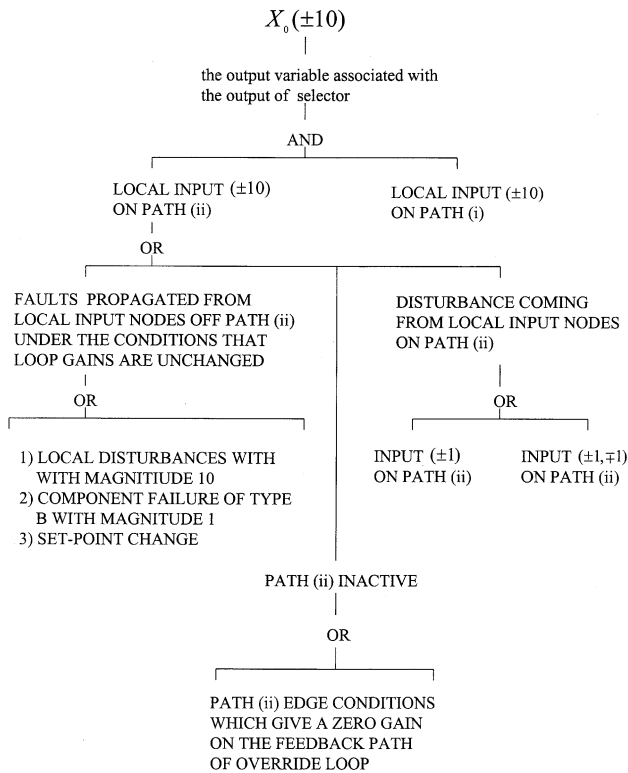 X₀(±10)
the output variable associated with
the output of selector
AND
LOCAL INPUT (±10)
ON PATH (ii)
LOCAL INPUT (±10)
ON PATH (i)
OR
FAULTS PROPAGATED FROM
LOCAL INPUT NODES OFF PATH (ii)
UNDER THE CONDITIONS THAT
LOOP GAINS ARE UNCHANGED
DISTURBANCE COMING
FROM LOCAL INPUT NODES
ON PATH (ii)
OR
OR
1) LOCAL DISTURBANCES WITH
WITH MAGNITIUDE 10
2) COMPONENT FAILURE OF TYPE
B WITH MAGNITUDE 1
3) SET-POINT CHANGE
INPUT (±1)
ON PATH (ii)
INPUT (±1,∓1)
ON PATH (ii)
PATH (ii) INACTIVE
OR
PATH (ii) EDGE CONDITIONS
WHICH GIVE A ZERO GAIN
ON THE FEEDBACK PATH
OF OVERRIDE LOOP